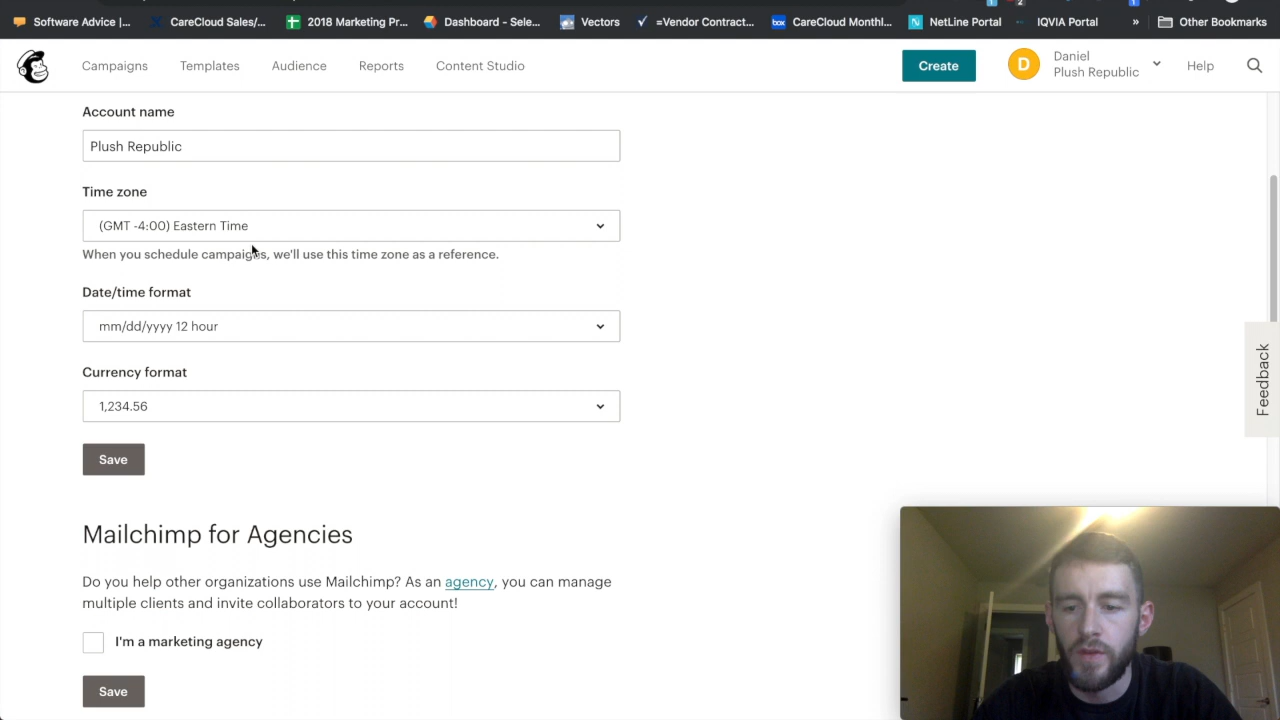 Software Advice |...
CareCloud Sales/...
2018 Marketing Pr...
Dashboard - Sele...
Vectors
=Vendor Contract...
box
CareCloud Monthl...
N
NetLine Portal
IQVIA Portal
»
Other Bookmarks
Campaigns
Templates
Audience
Reports
Content Studio
Create
D
Daniel
Plush Republic
Help
Account name
Plush Republic
Time zone
(GMT -4:00) Eastern Time
When you schedule campaigns, we'll use this time zone as a reference.
Date/time format
mm/dd/yyyy 12 hour
Currency format
1,234.56
Save
Feedback
Mailchimp for Agencies
Do you help other organizations use Mailchimp? As an agency, you can manage
multiple clients and invite collaborators to your account!
I'm a marketing agency
Save